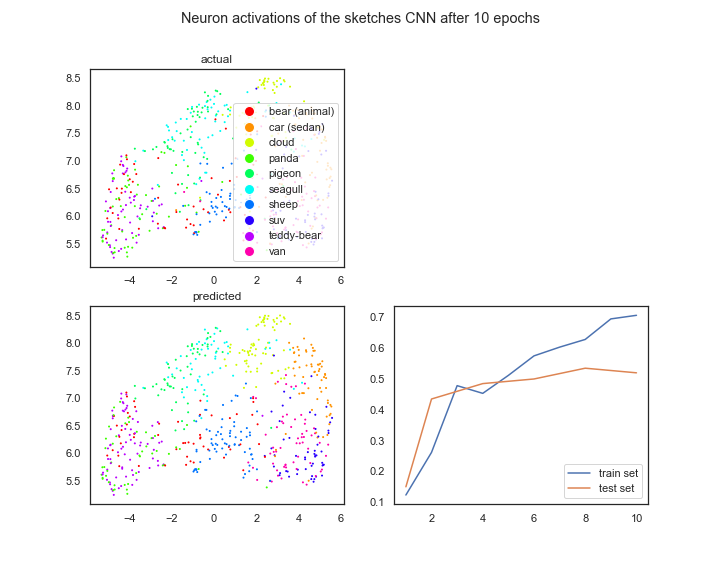 Neuron activations of the sketches CNN after 10 epochs
actual
8.5
8.0
7.5
7.0
6.5
6.0
5.5
bear (animal)
car (sedan)
cloud
panda
pigeon
seagull
sheep
suv
teddy-bear
van
−4
−2
0
2
4
6
predicted
8.5
8.0
7.5
7.0
6.5
6.0
5.5
−4
−2
0
2
4
6
0.7
0.6
0.5
0.4
0.3
0.2
0.1
train set
test set
2
4
6
8
10